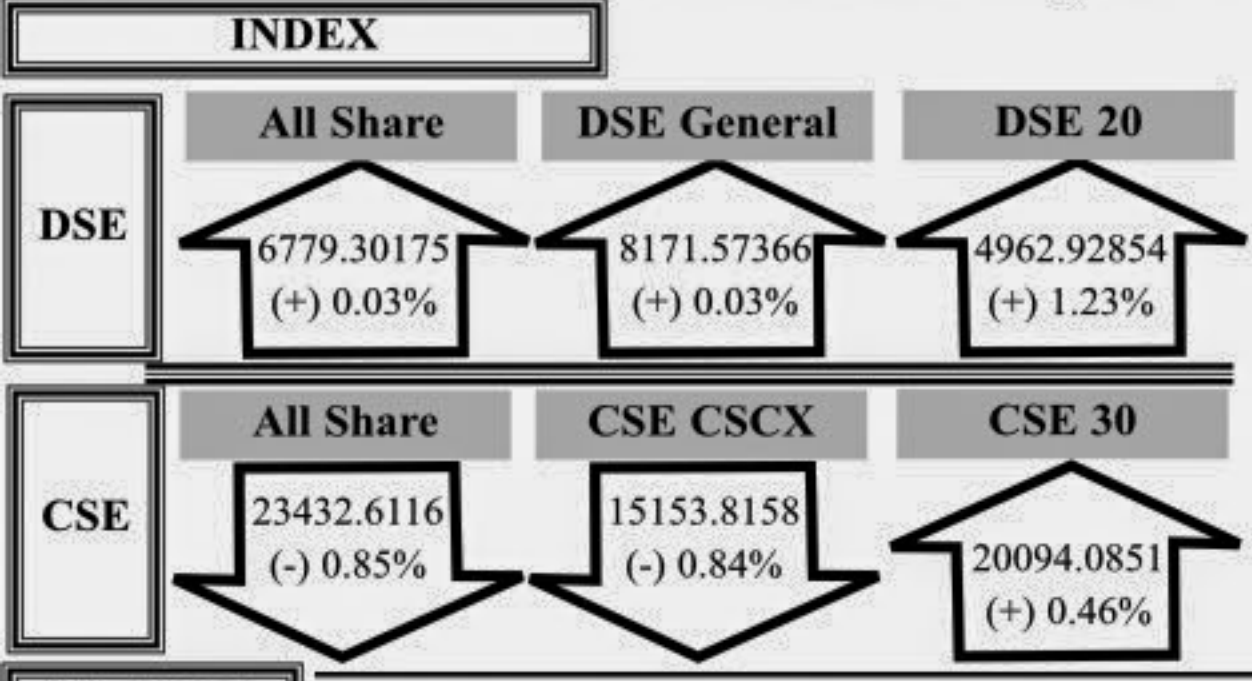 INDEX
DSE
All Share
6779.30175
(+) 0.03%
DSE General
8171.57366
(+) 0.03%
DSE 20
4962.92854
(+) 1.23%
CSE
All Share
23432.6116
(-) 0.85%
CSE CSCX
15153.8158
(-) 0.84%
CSE 30
20094.0851
(+) 0.46%